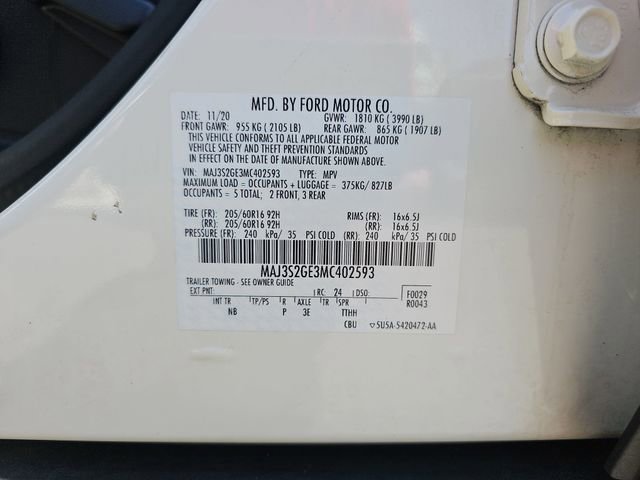 MFD. BY FORD MOTOR CO.
DATE: 11/20 GVWR: 1810 KG ( 3990 LB)
FRONT GAWR: 955 KG ( 2105 LB) REAR GAWR: 865 KG ( 1907 LB)
THIS VEHICLE CONFORMS TO ALL APPLICABLE FEDERAL MOTOR
VEHICLE SAFETY AND THEFT PREVENTION STANDARDS
IN EFFECT ON THE DATE OF MANUFACTURE SHOWN ABOVE.
VIN: MAJ3S2GE3MC402593 TYPE: MPV
MAXIMUM LOAD = OCCUPANTS + LUGGAGE = 375KG/ 827LB
OCCUPANTS = 5 TOTAL: 2 FRONT, 3 REAR
TIRE (FR): 205/60R16 92H RIMS (FR): 16x6.5J
(RR): 205/60R16 92H (RR): 16x6.5J
PRESSURE (FR): 240 kPa/ 35 PSI COLD (RR): 240 kPa/ 35 PSI COLD
MAJ3S2GE3MC402593
TRAILER TOWING - SEE OWNER GUIDE
EXT PNT: RC: 24 DSO: F0029
R0043
INT TR TP/PS R AXLE TR SPR
NB P 3E TTHH
CBU ▽5U5A-5420472-AA